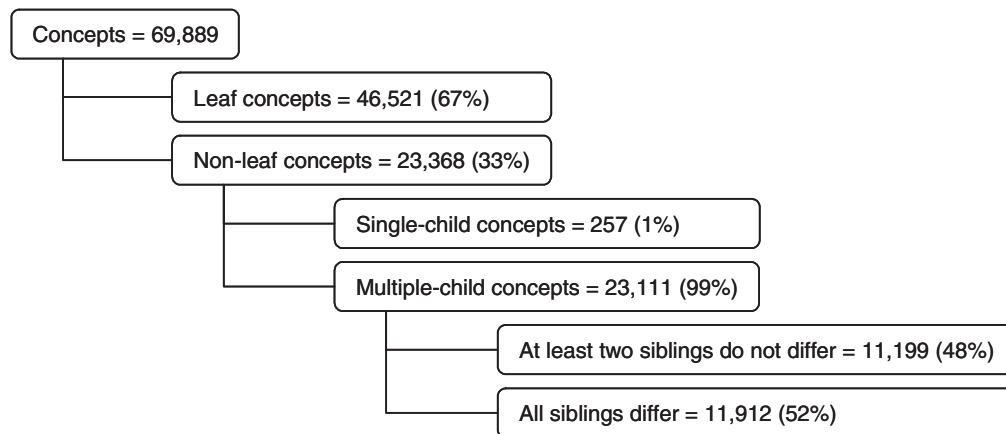 Concepts = 69,889
Leaf concepts = 46,521 (67%)
Non-leaf concepts = 23,368 (33%)
Single-child concepts = 257 (1%)
Multiple-child concepts = 23,111 (99%)
At least two siblings do not differ = 11,199 (48%)
All siblings differ = 11,912 (52%)